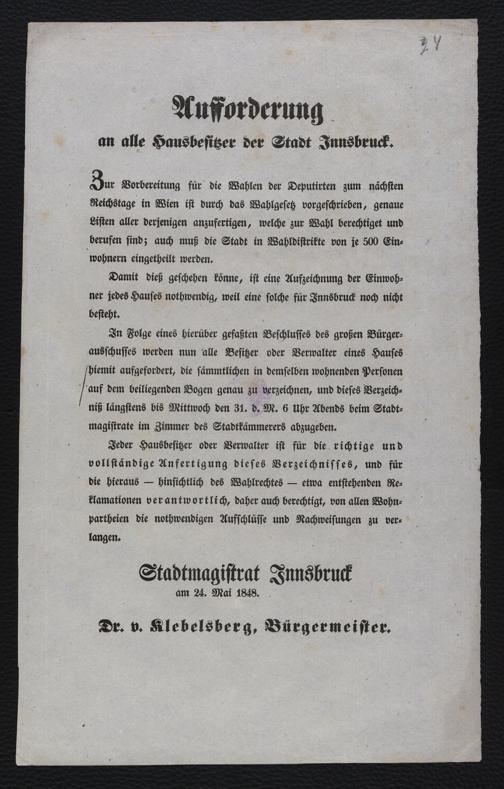 24
Aufforderung
an alle Hausbesitzer der Stadt Innsbruck.
Zur Vorbereitung für die Wahlen der Deputirten zum nächsten
Reichstage in Wien ist durch das Wahlgesetz vorgeschrieben, genaue
Listen aller derjenigen anzufertigen, welche zur Wahl berechtiget und
berufen sind; auch muß die Stadt in Wahldistrikte von je 500 Ein-
wohnern eingetheilt werden.
Damit dieß geschehen könne, ist eine Aufzeichnung der Einwoh-
ner jedes Hauses nothwendig, weil eine solche für Innsbruck noch nicht
besteht.
In Folge eines hierüber gefaßten Beschlusses des großen Bürger-
ausschusses werden nun alle Besitzer oder Verwalter eines Hauses
hiemit aufgefordert, die sämmtlichen in demselben wohnenden Personen
auf dem beiliegenden Bogen genau zu verzeichnen, und dieses Verzeich-
niß längstens bis Mittwoch den 31. d. M. 6 Uhr Abends beim Stadt-
magistrate im Zimmer des Stadtkämmerers abzugeben.
Jeder Hausbesitzer oder Verwalter ist für die richtige und
vollständige Anfertigung dieses Verzeichnisses, und für
die hieraus — hinsichtlich des Wahlrechtes — etwa entstehenden Re-
klamationen verantwortlich, daher auch berechtigt, von allen Wohn-
partheien die nothwendigen Aufschlüsse und Nachweisungen zu ver-
langen.
Stadtmagistrat Innsbruck
am 24. Mai 1848.
Dr. v. Klebelsberg, Bürgermeister.